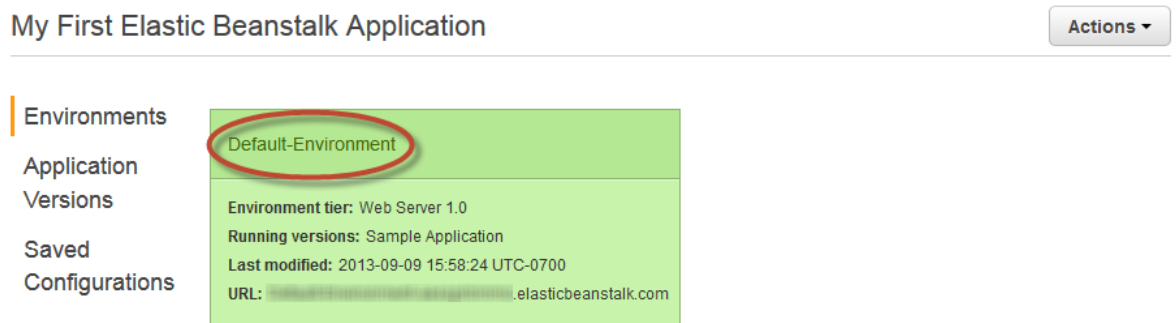 My First Elastic Beanstalk Application
Actions
Environments
Application
Versions
Saved
Configurations
Default-Environment
Environment tier: Web Server 1.0
Running versions: Sample Application
Last modified: 2013-09-09 15:58:24 UTC-0700
URL: .elasticbeanstalk.com